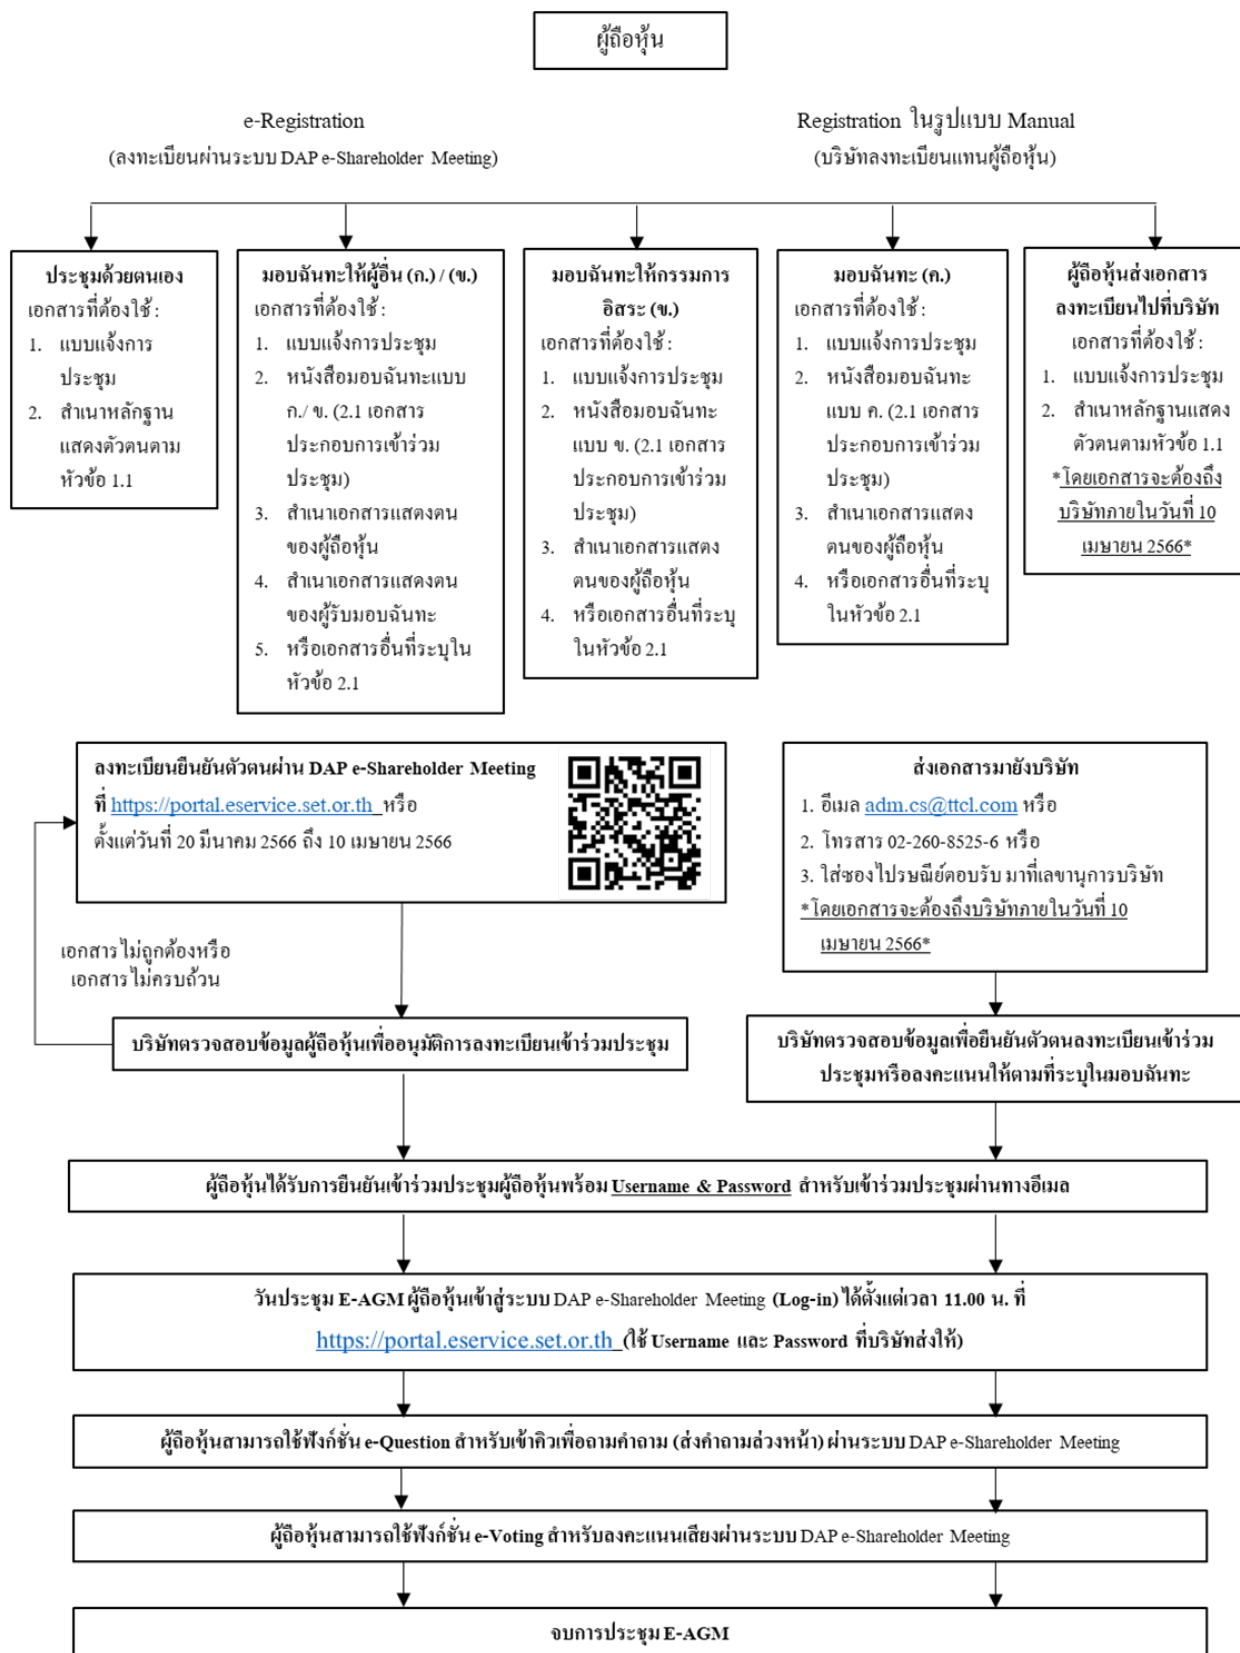 ผู้ถือหุ้น
e-Registration
(ลงทะเบียนผ่านระบบ DAP e-Shareholder Meeting)
Registration ในรูปแบบ Manual
(บริษัทลงทะเบียนแทนผู้ถือหุ้น)
ประชุมด้วยตนเอง
เอกสารที่ต้องใช้ :
1. แบบแจ้งการ
ประชุม
2. สำเนาหลักฐาน
แสดงตัวตนตาม
หัวข้อ 1.1
มอบฉันทะให้ผู้อื่น (ก.) / (ข.)
เอกสารที่ต้องใช้ :
1. แบบแจ้งการประชุม
2. หนังสือมอบฉันทะแบบ
ก./ ข. (2.1 เอกสาร
ประกอบการเข้าร่วม
ประชุม)
3. สำเนาเอกสารแสดงตน
ของผู้ถือหุ้น
4. สำเนาเอกสารแสดงตน
ของผู้รับมอบฉันทะ
5. หรือเอกสารอื่นที่ระบุใน
หัวข้อ 2.1
มอบฉันทะให้กรรมการ
อิสระ (ข.)
เอกสารที่ต้องใช้ :
1. แบบแจ้งการประชุม
2. หนังสือมอบฉันทะ
แบบ ข. (2.1 เอกสาร
ประกอบการเข้าร่วม
ประชุม)
3. สำเนาเอกสารแสดง
ตนของผู้ถือหุ้น
4. หรือเอกสารอื่นที่ระบุ
ในหัวข้อ 2.1
มอบฉันทะ (ค.)
เอกสารที่ต้องใช้ :
1. แบบแจ้งการประชุม
2. หนังสือมอบฉันทะ
แบบ ค. (2.1 เอกสาร
ประกอบการเข้าร่วม
ประชุม)
3. สำเนาเอกสารแสดง
ตนของผู้ถือหุ้น
4. หรือเอกสารอื่นที่ระบุ
ในหัวข้อ 2.1
ผู้ถือหุ้นส่งเอกสาร
ลงทะเบียนไปที่บริษัท
เอกสารที่ต้องใช้ :
1. แบบแจ้งการประชุม
2. สำเนาหลักฐานแสดง
ตัวตนตามหัวข้อ 1.1
*โดยเอกสารจะต้องถึง
บริษัทภายในวันที่ 10
เมษายน 2566*
ลงทะเบียนยืนยันตัวตนผ่าน DAP e-Shareholder Meeting
ที่ https://portal.eservice.set.or.th หรือ
ตั้งแต่วันที่ 20 มีนาคม 2566 ถึง 10 เมษายน 2566
ส่งเอกสารมายังบริษัท
1. อีเมล adm.cs@ttcl.com หรือ
2. โทรสาร 02-260-8525-6 หรือ
3. ใส่ซองไปรษณีย์ตอบรับ มาที่เลขานุการบริษัท
*โดยเอกสารจะต้องถึงบริษัทภายในวันที่ 10
เมษายน 2566*
เอกสารไม่ถูกต้องหรือ
เอกสารไม่ครบถ้วน
บริษัทตรวจสอบข้อมูลผู้ถือหุ้นเพื่ออนุมัติการลงทะเบียนเข้าร่วมประชุม
บริษัทตรวจสอบข้อมูลเพื่อยืนยันตัวตนลงทะเบียนเข้าร่วม
ประชุมหรือลงคะแนนให้ตามที่ระบุในมอบฉันทะ
ผู้ถือหุ้นได้รับการยืนยันเข้าร่วมประชุมผู้ถือหุ้นพร้อม Username & Password สำหรับเข้าร่วมประชุมผ่านทางอีเมล
วันประชุม E-AGM ผู้ถือหุ้นเข้าสู่ระบบ DAP e-Shareholder Meeting (Log-in) ได้ตั้งแต่เวลา 11.00 น. ที่
https://portal.eservice.set.or.th (ใช้ Username และ Password ที่บริษัทส่งให้)
ผู้ถือหุ้นสามารถใช้ฟังก์ชั่น e-Question สำหรับเข้าคิวเพื่อถามคำถาม (ส่งคำถามล่วงหน้า) ผ่านระบบ DAP e-Shareholder Meeting
ผู้ถือหุ้นสามารถใช้ฟังก์ชั่น e-Voting สำหรับลงคะแนนเสียงผ่านระบบ DAP e-Shareholder Meeting
จบการประชุม E-AGM